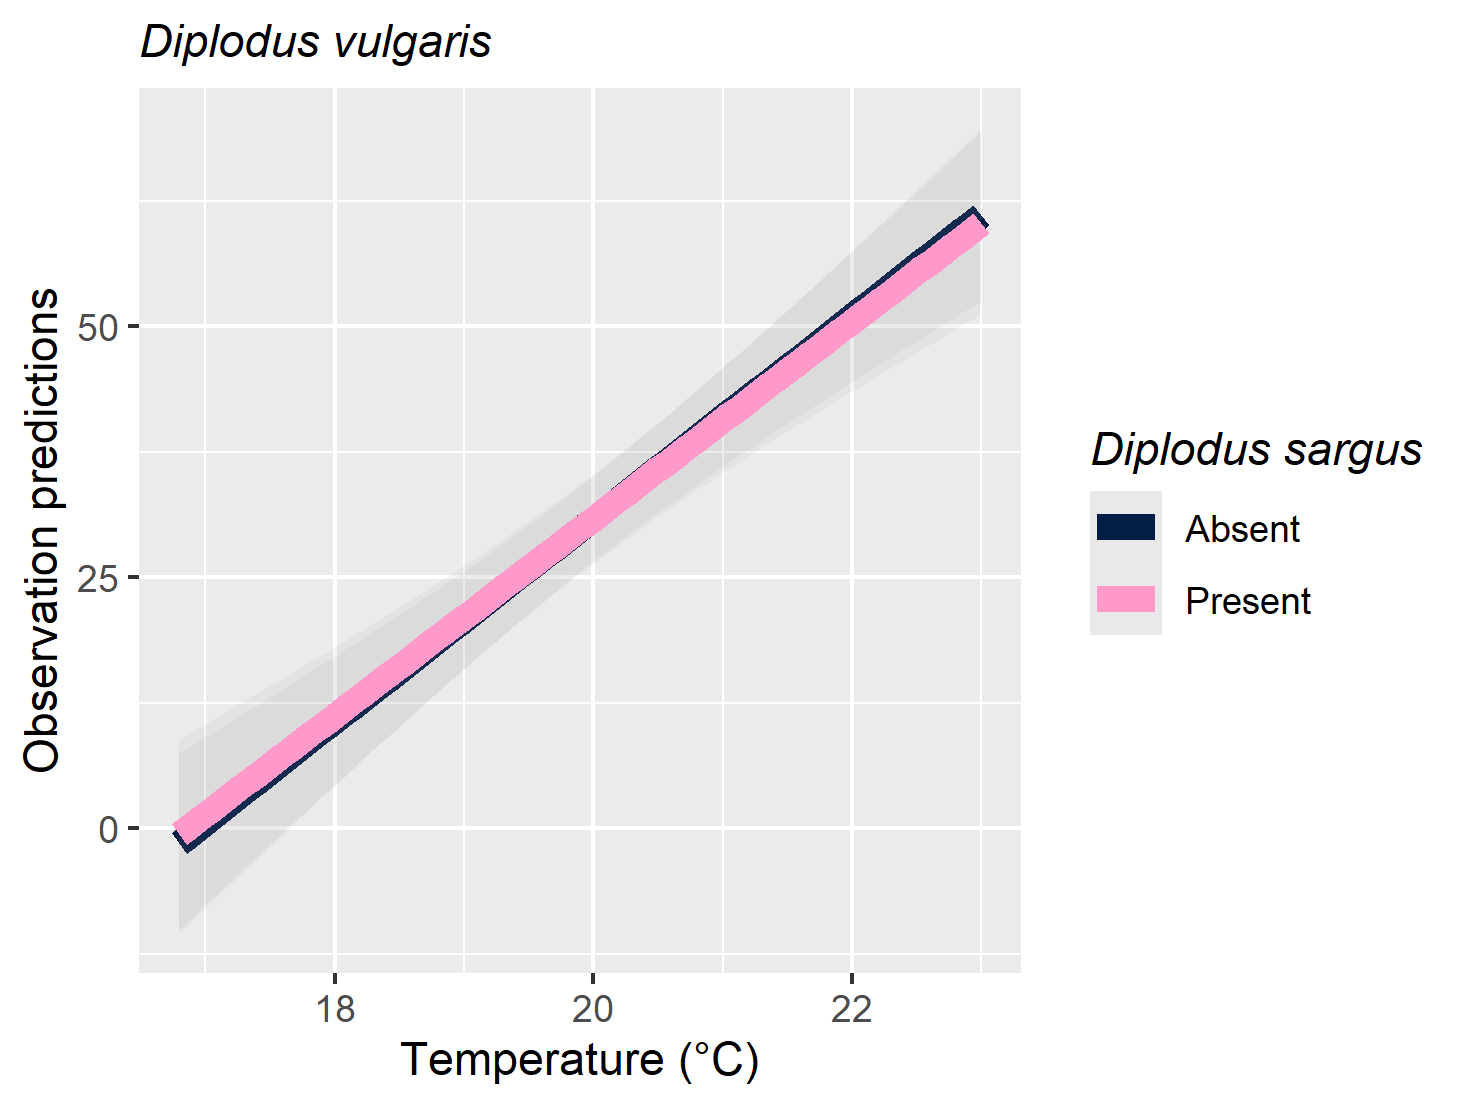 Diplodus vulgaris
Observation predictions
50
25
0
18 20 22
Temperature (°C)
Diplodus sargus
Absent
Present